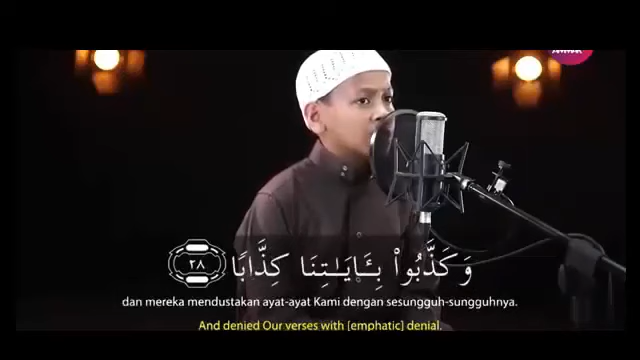 وَكَذَّبُوا۟ بِـَٔايَـٰتِنَا كِذَّابًا ٢٨
dan mereka mendustakan ayat-ayat Kami dengan sesungguh-sungguhnya.
And denied Our verses with [emphatic] denial.